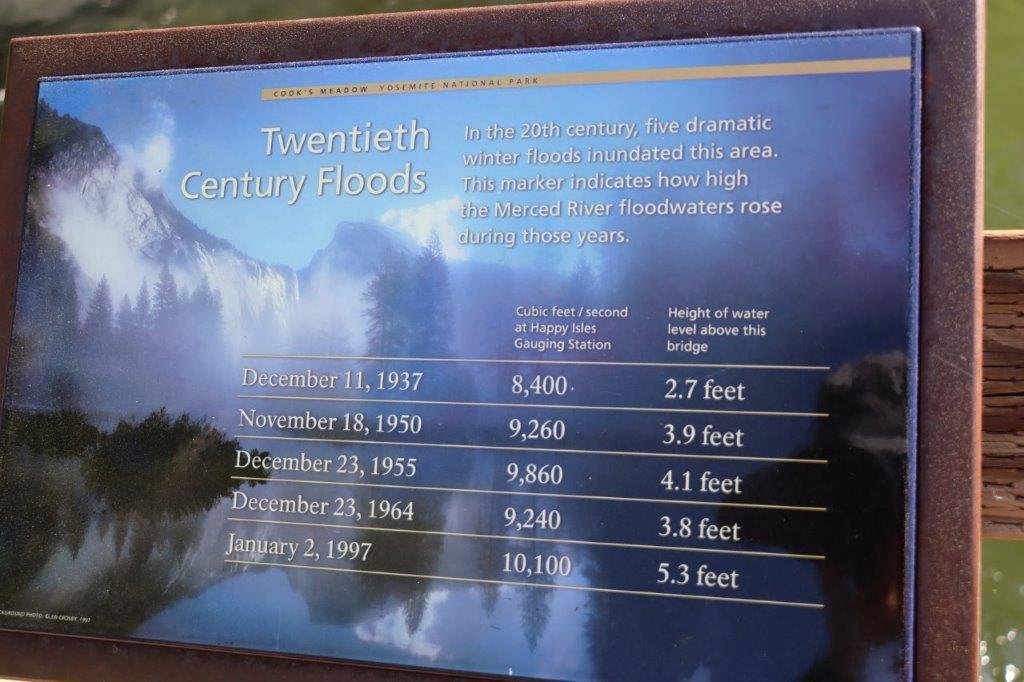 COOK'S MEADOW YOSEMITE NATIONAL PARK
Twentieth
Century Floods
In the 20th century, five dramatic
winter floods inundated this area.
This marker indicates how high
the Merced River floodwaters rose
during those years.
Cubic feet / second
at Happy Isles
Gauging Station
Height of water
level above this
bridge
December 11, 1937 8,400 2.7 feet
November 18, 1950 9,260 3.9 feet
December 23, 1955 9,860 4.1 feet
December 23, 1964 9,240 3.8 feet
January 2, 1997 10,100 5.3 feet
PHOTO: GLEN CROSBY, 1997